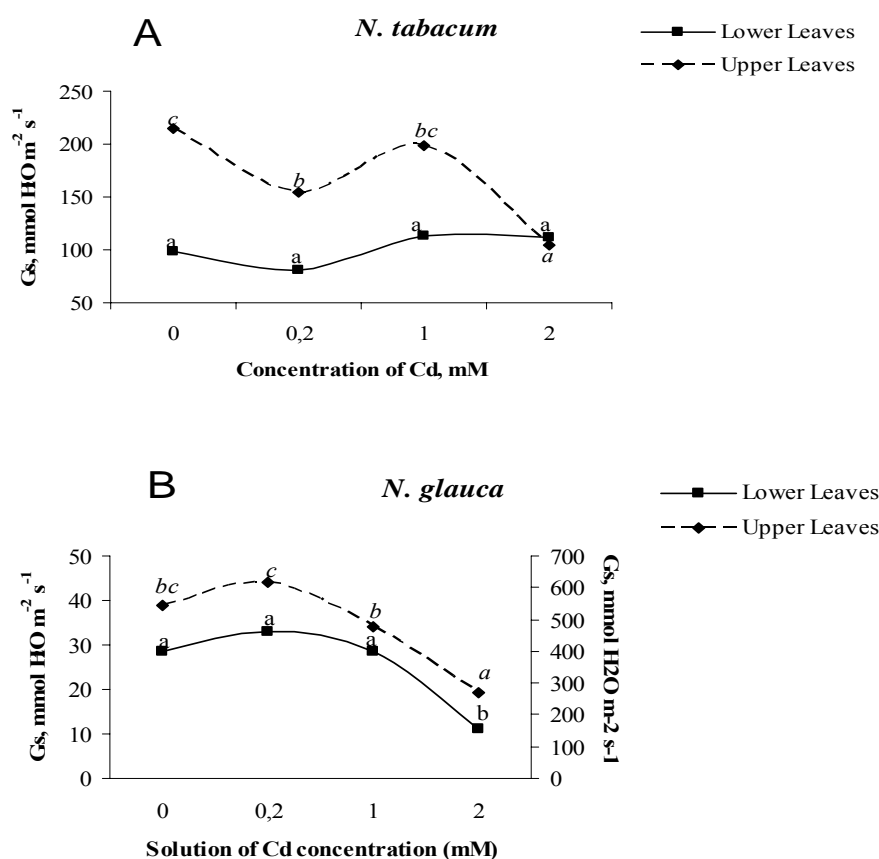 A
N. tabacum
Lower Leaves
Upper Leaves
Gs, mmol HO m⁻² s⁻¹
250
200
150
100
50
c
b
bc
a
a
a
a
a
0 0,2 1 2
Concentration of Cd, mM
B
N. glauca
Lower Leaves
Upper Leaves
Gs, mmol HO m⁻² s⁻¹
50
40
30
20
10
0
bc
c
b
a
a
a
a
b
700
600
500
400
300
200
100
0
Gs, mmol H2O m-2 s-1
0 0,2 1 2
Solution of Cd concentration (mM)